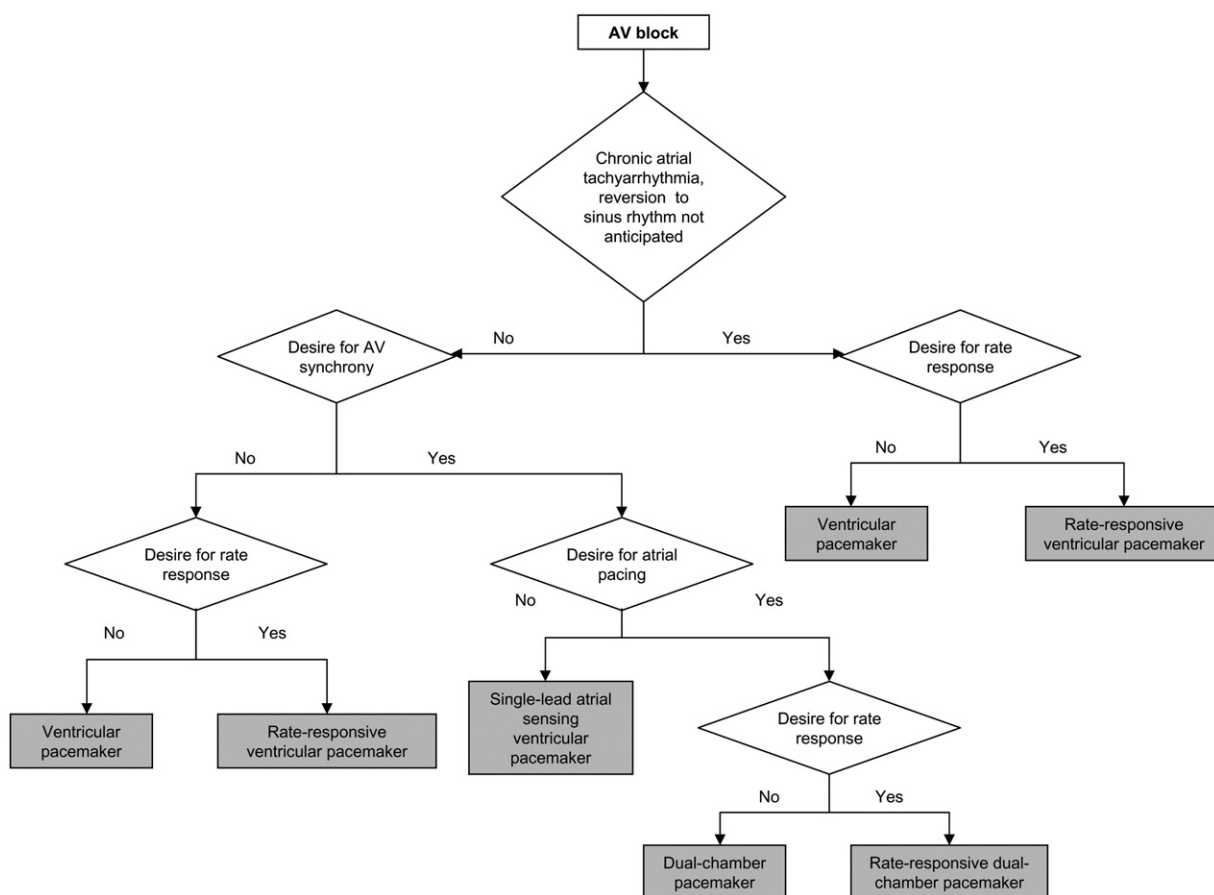 AV block
Chronic atrial
tachyarrhythmia,
reversion to
sinus rhythm not
anticipated
No
Yes
Desire for AV
synchrony
Desire for rate
response
No
Yes
No
Yes
Ventricular
pacemaker
Rate-responsive
ventricular pacemaker
Desire for rate
response
Desire for atrial
pacing
No
Yes
No
Yes
Ventricular
pacemaker
Rate-responsive
ventricular pacemaker
Single-lead atrial
sensing
ventricular
pacemaker
Desire for rate
response
No
Yes
Dual-chamber
pacemaker
Rate-responsive dual-
chamber pacemaker